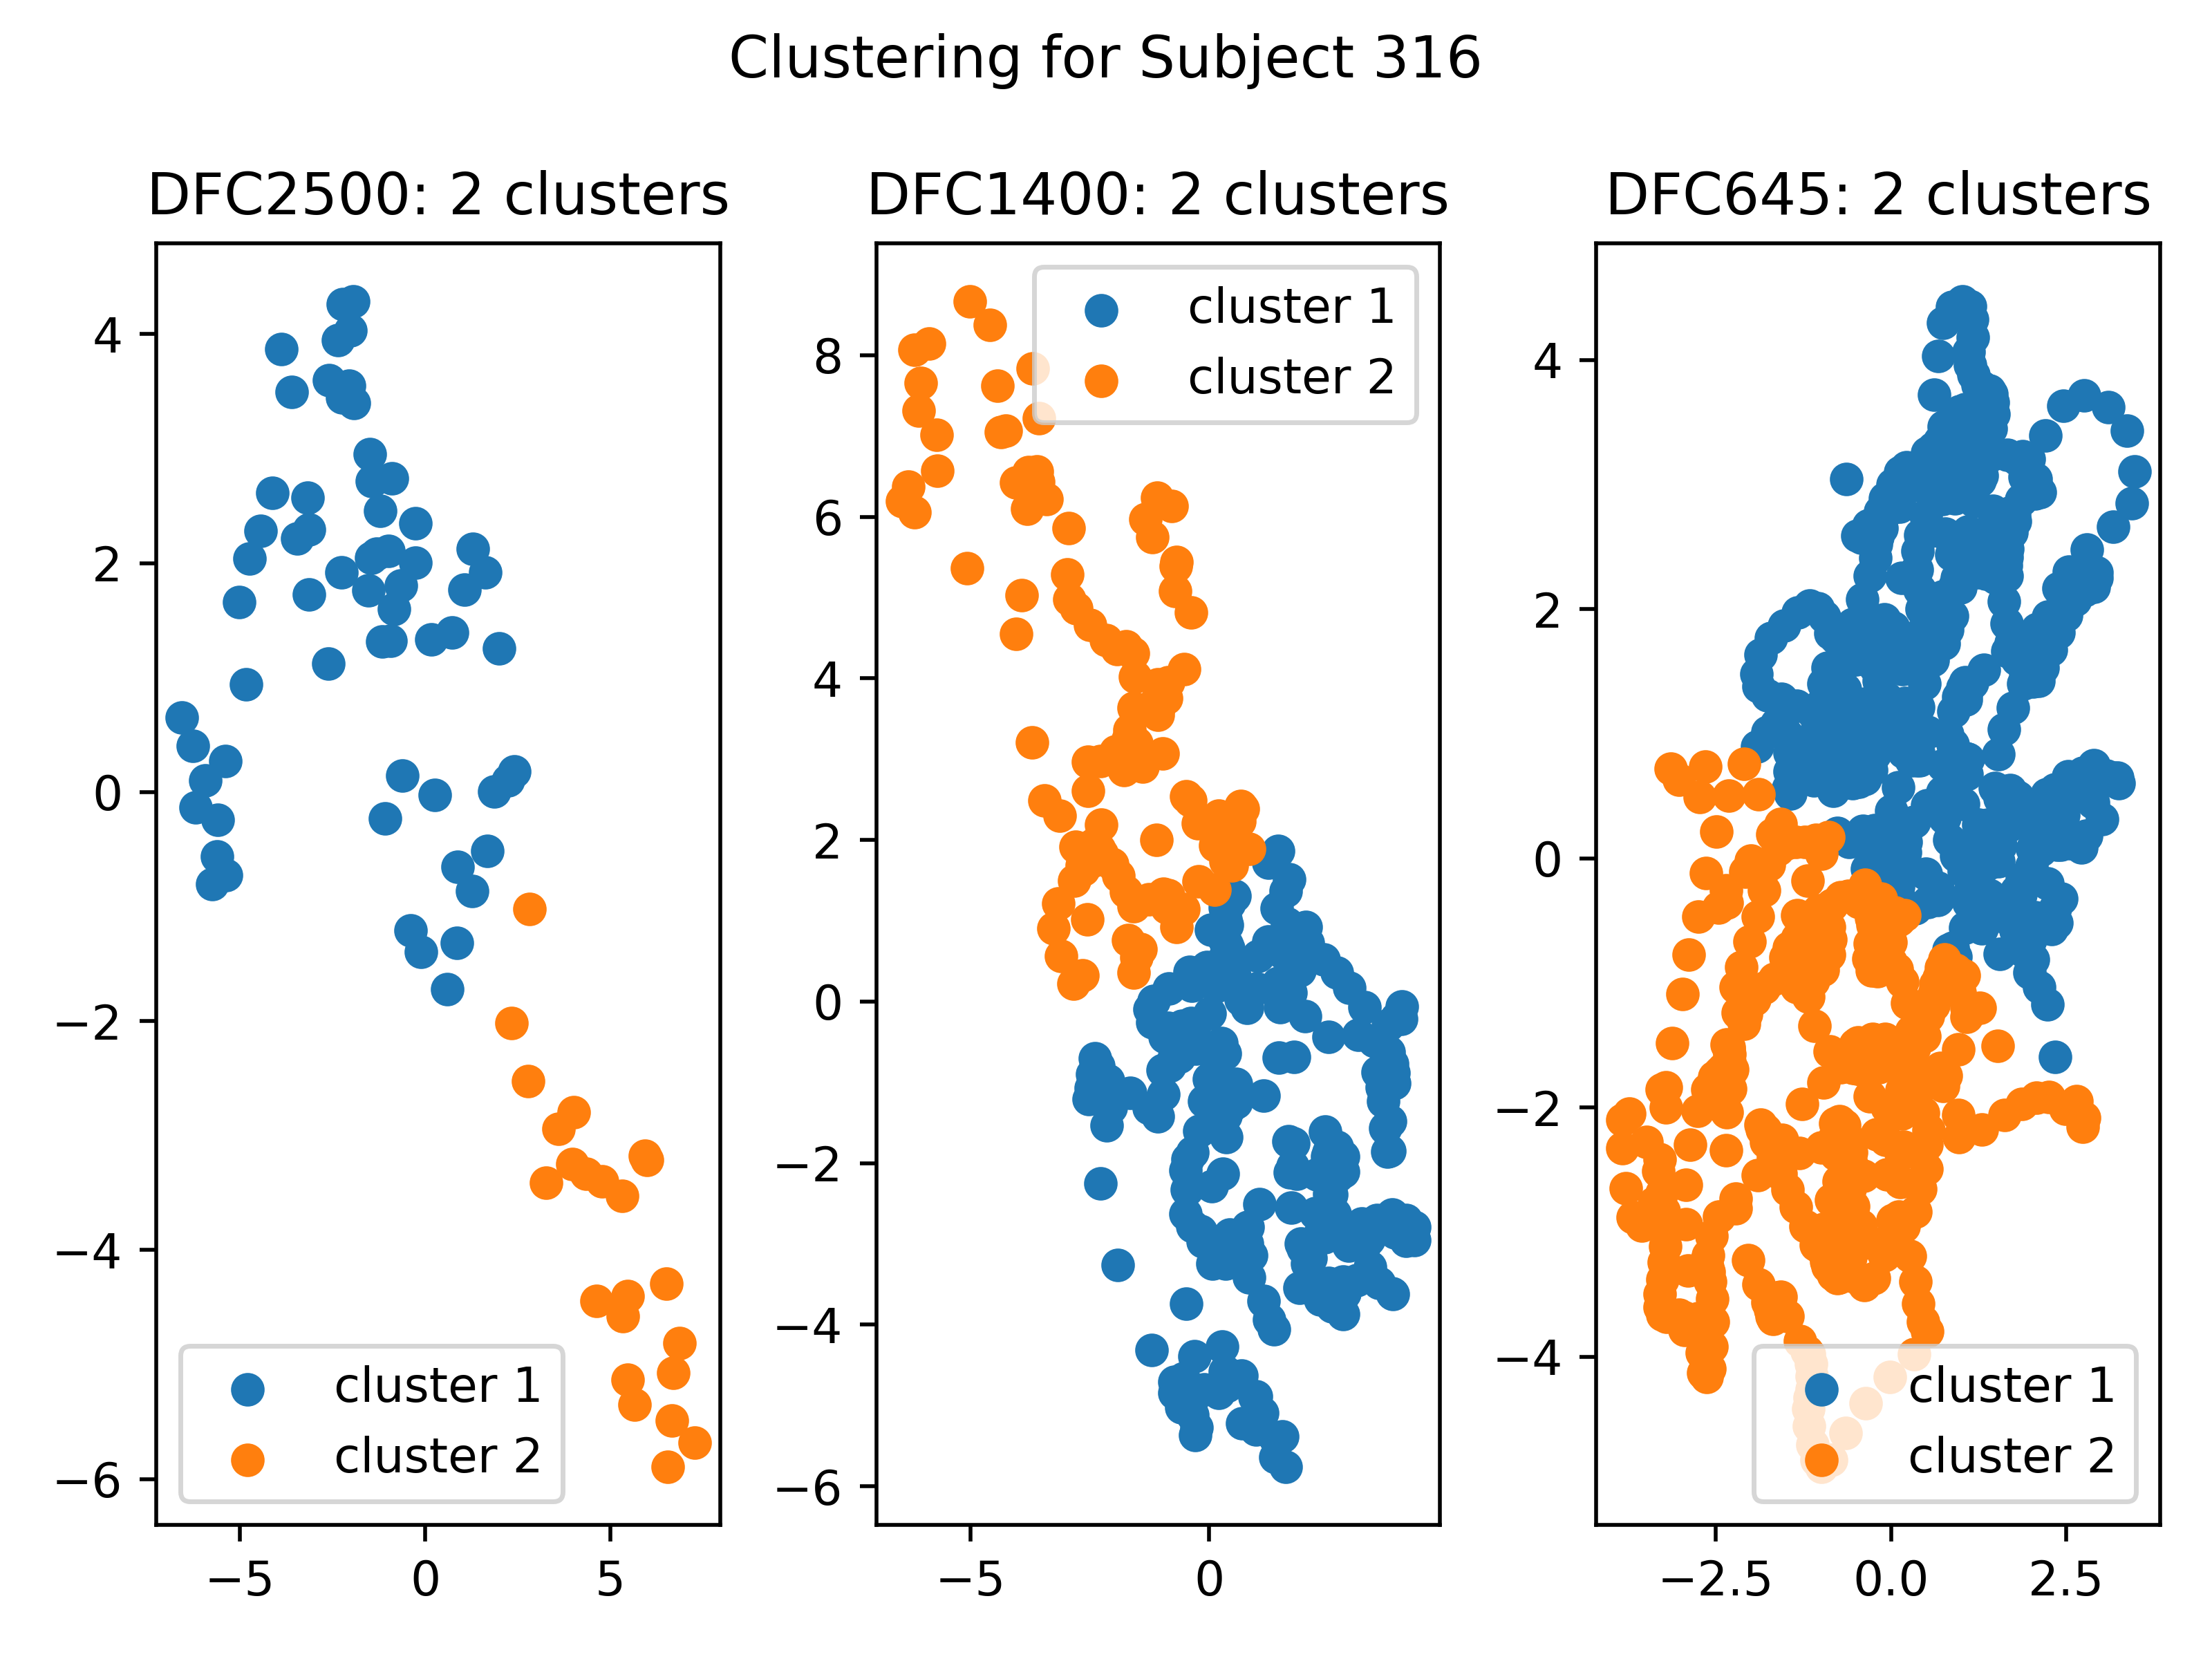 Clustering for Subject 316
DFC2500: 2 clusters
4
2
0
−2
−4
−6
−5
0
5
cluster 1
cluster 2
DFC1400: 2 clusters
8
6
4
2
0
−2
−4
−6
−5
0
cluster 1
cluster 2
DFC645: 2 clusters
4
2
0
−2
−4
−2.5
0.0
2.5
cluster 1
cluster 2